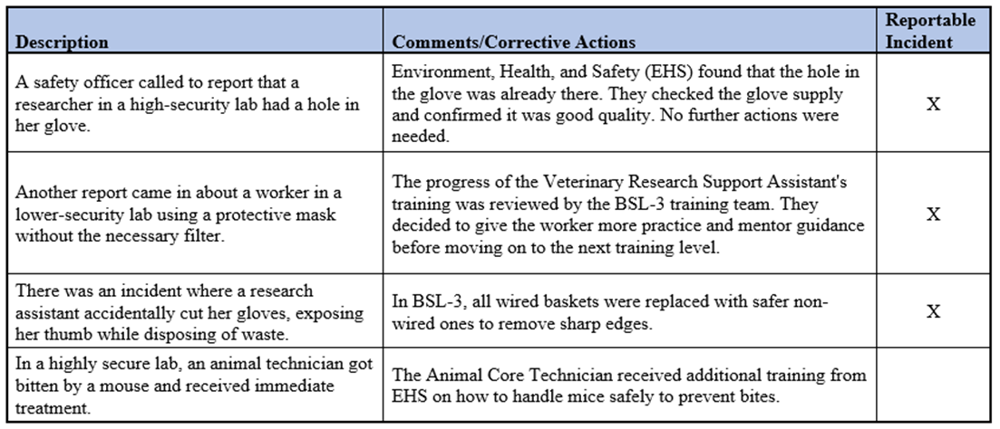 Description
Comments/Corrective Actions
Reportable
Incident
A safety officer called to report that a
researcher in a high-security lab had a hole in
her glove.
Environment, Health, and Safety (EHS) found that the hole in
the glove was already there. They checked the glove supply
and confirmed it was good quality. No further actions were
needed.
X
Another report came in about a worker in a
lower-security lab using a protective mask
without the necessary filter.
The progress of the Veterinary Research Support Assistant's
training was reviewed by the BSL-3 training team. They
decided to give the worker more practice and mentor guidance
before moving on to the next training level.
X
There was an incident where a research
assistant accidentally cut her gloves, exposing
her thumb while disposing of waste.
In BSL-3, all wired baskets were replaced with safer non-
wired ones to remove sharp edges.
X
In a highly secure lab, an animal technician got
bitten by a mouse and received immediate
treatment.
The Animal Core Technician received additional training from
EHS on how to handle mice safely to prevent bites.